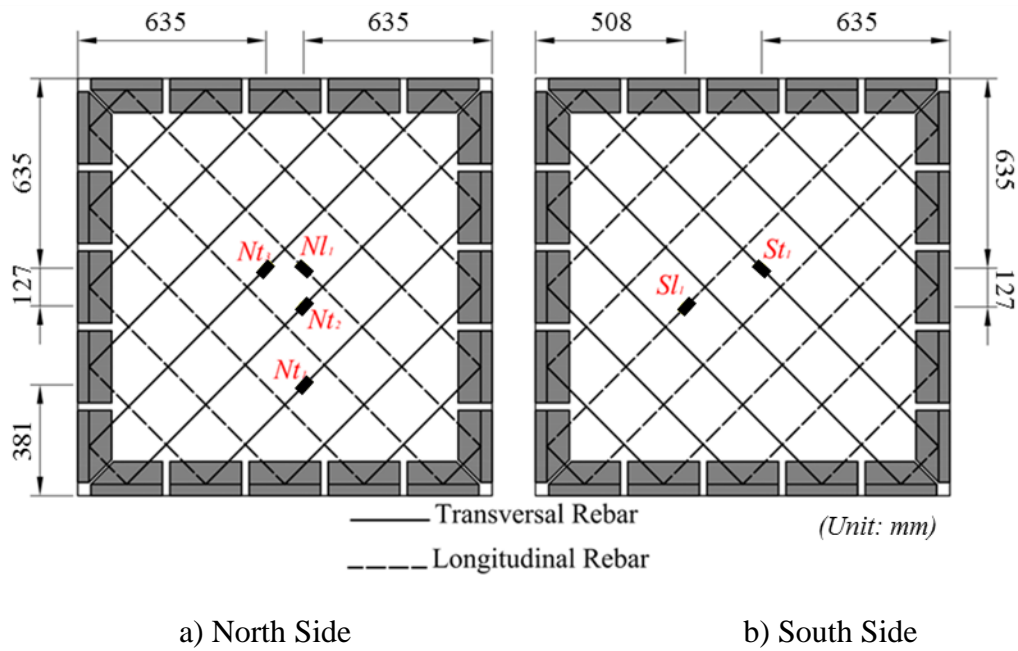 635
635
508
635
635
127
381
Nt₁
Nl₁
Nt₂
Nt₁
St₁
Sl₁
635
127
Transversal Rebar
(Unit: mm)
Longitudinal Rebar
a) North Side
b) South Side